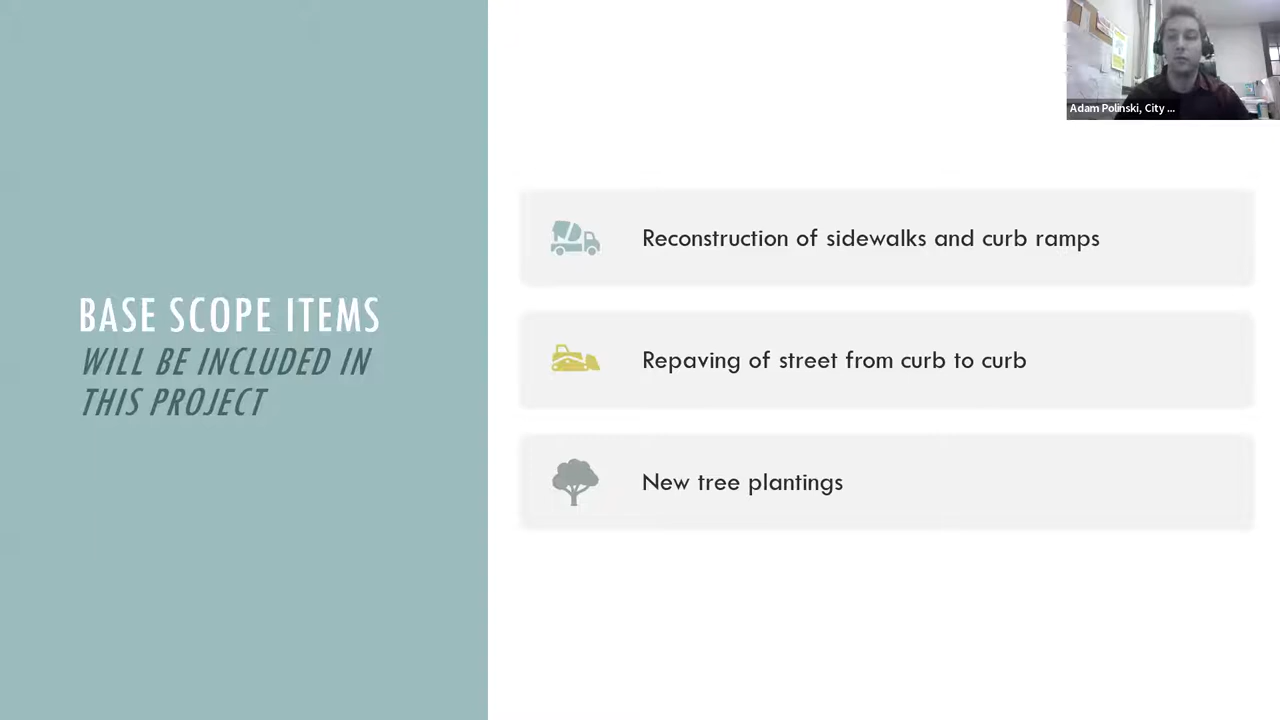 Adam Polinski, City ...
BASE SCOPE ITEMS
WILL BE INCLUDED IN
THIS PROJECT
Reconstruction of sidewalks and curb ramps
Repaving of street from curb to curb
New tree plantings